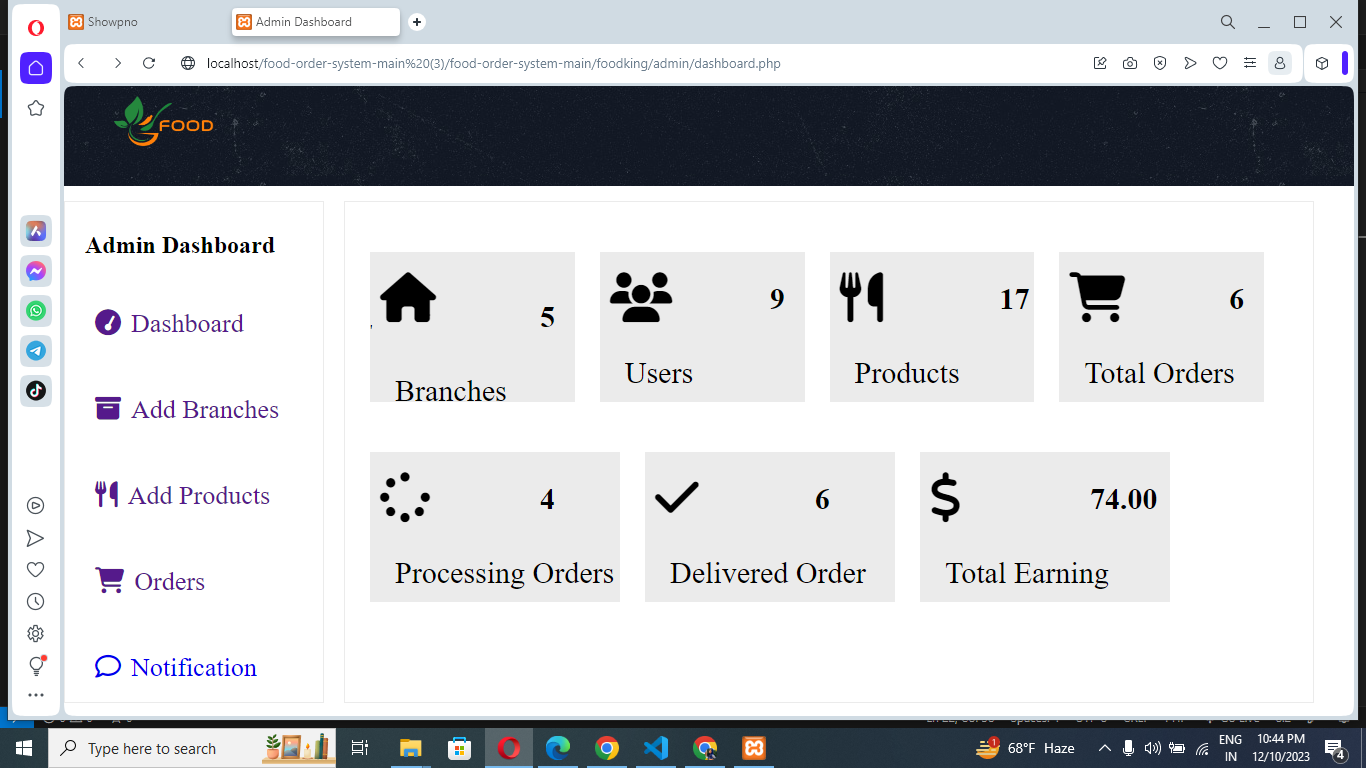 Showpno
Admin Dashboard
localhost/food-order-system-main%20(3)/food-order-system-main/foodking/admin/dashboard.php
FOOD
Admin Dashboard
Dashboard
Add Branches
Add Products
Orders
Notification
5
Branches
9
Users
17
Products
6
Total Orders
4
Processing Orders
6
Delivered Order
74.00
Total Earning
Type here to search
1
68°F Haze
ENG
IN
10:44 PM
12/10/2023
4